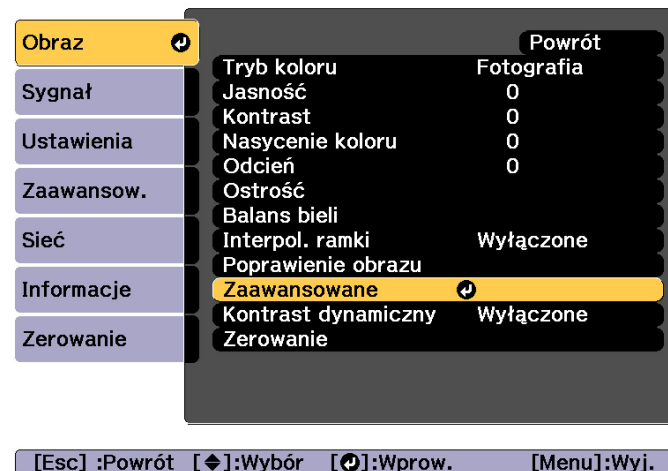 Obraz
Sygnał
Ustawienia
Zaawansow.
Sieć
Informacje
Zerowanie
Powrót
Tryb koloru Fotografia
Jasność 0
Kontrast 0
Nasycenie koloru 0
Odcień 0
Ostrość
Balans bieli
Interpol. ramki Wyłączone
Poprawienie obrazu
Zaawansowane
Kontrast dynamiczny Wyłączone
Zerowanie
[Esc] :Powrót [◆]:Wybór [↵]:Wprow. [Menu]:Wyj.